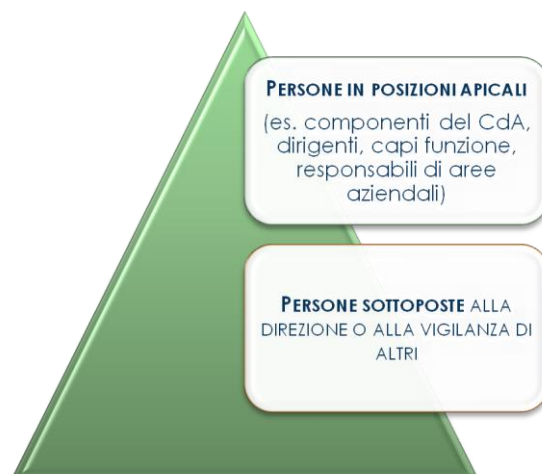 PERSONE IN POSIZIONI APICALI
(es. componenti del CdA,
dirigenti, capi funzione,
responsabili di aree
aziendali)
PERSONE SOTTOPOSTE ALLA
DIREZIONE O ALLA VIGILANZA DI
ALTRI